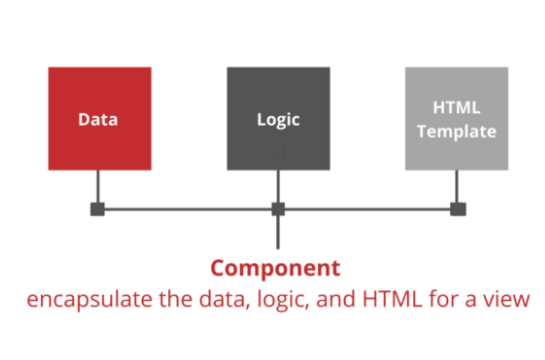 Data
Logic
HTML
Template
Component
encapsulate the data, logic, and HTML for a view